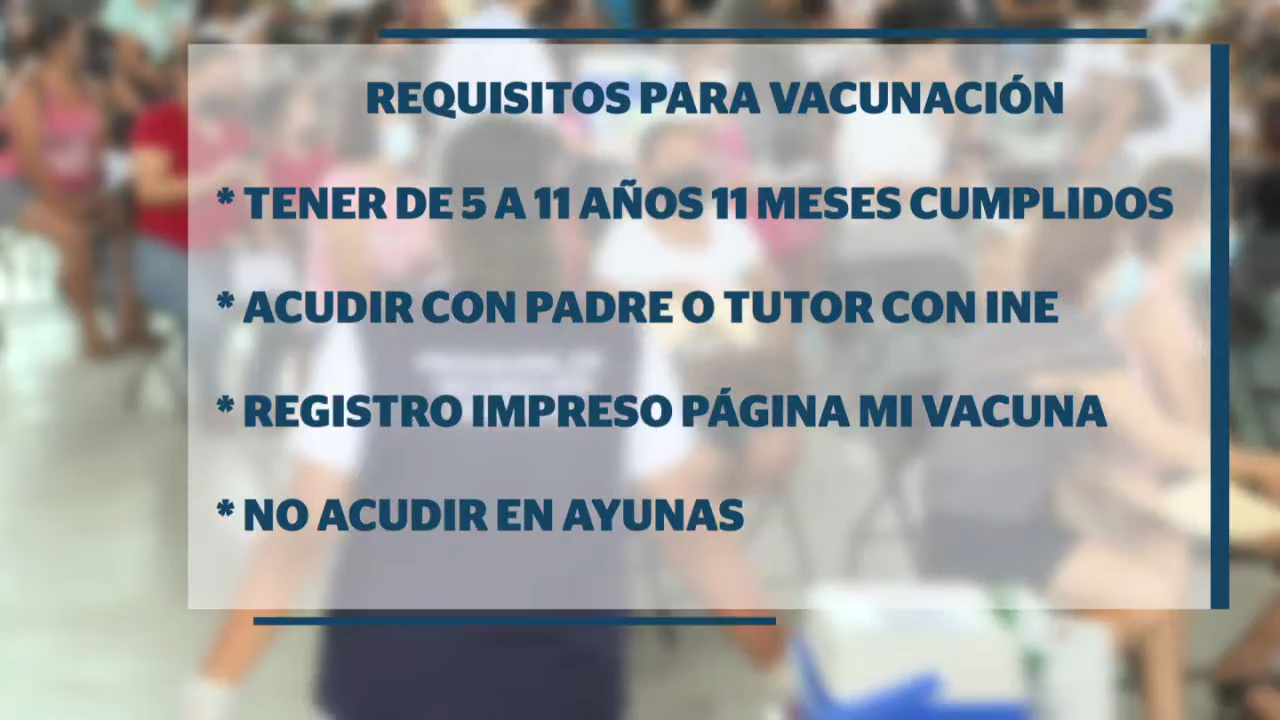 REQUISITOS PARA VACUNACIÓN
* TENER DE 5 A 11 AÑOS 11 MESES CUMPLIDOS
* ACUDIR CON PADRE O TUTOR CON INE
* REGISTRO IMPRESO PÁGINA MI VACUNA
* NO ACUDIR EN AYUNAS